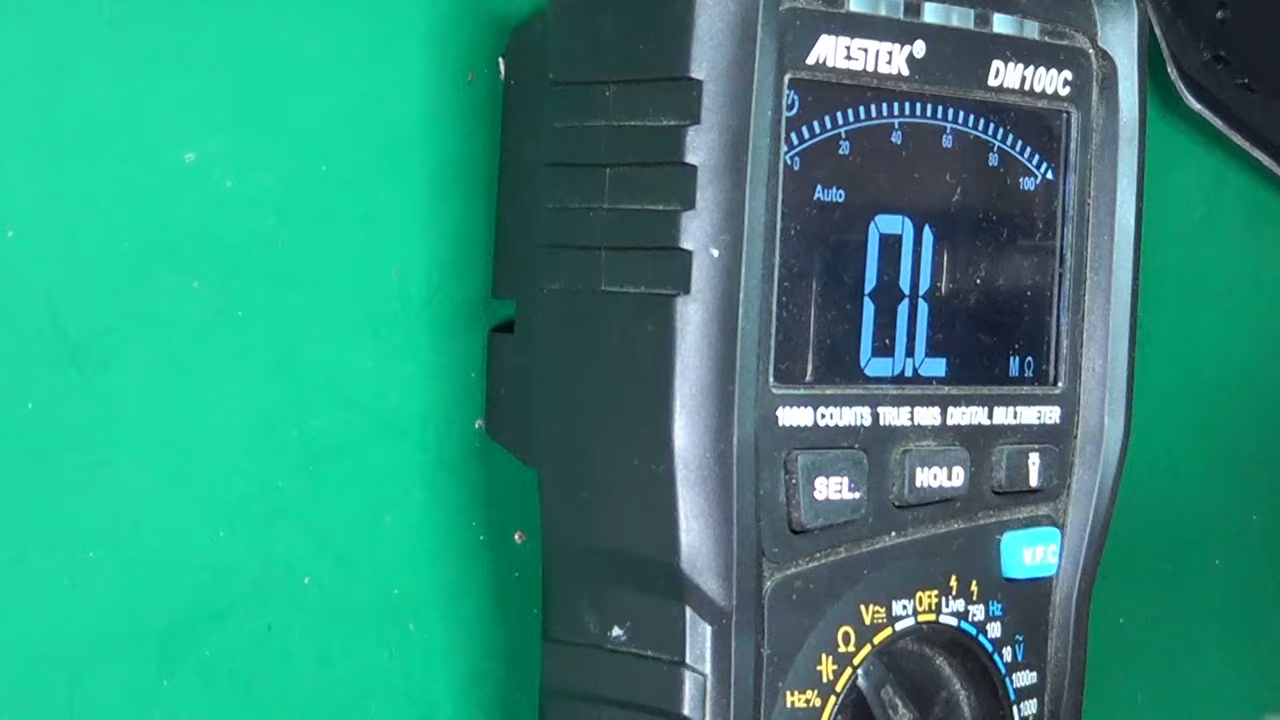 MESTEK®
DM100C
0 20 40 60 80 100
Auto
0.L
M Ω
10000 COUNTS TRUE RMS DIGITAL MULTIMETER
SEL. HOLD
V.F.C
Hz% Ω V NCV OFF Live 750 Hz
100
10 V
1000m
1000